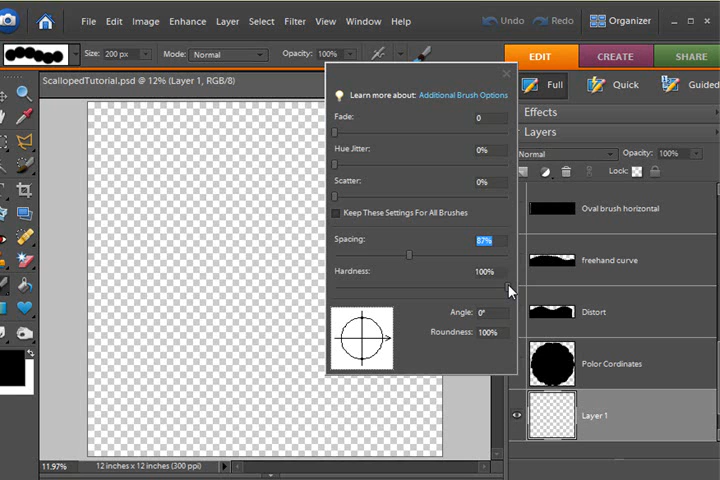 File Edit Image Enhance Layer Select Filter View Window Help Undo Redo Organizer
Size: 200 px Mode: Normal Opacity: 100%
EDIT CREATE SHARE
ScallopedTutorial.psd @ 12% (Layer 1, RGB/8)
Full Quick Guided
Learn more about: Additional Brush Options
Fade: 0
Hue Jitter: 0%
Scatter: 0%
Keep These Settings For All Brushes
Spacing: 87%
Hardness: 100%
Angle: 0°
Roundness: 100%
Effects
Layers
Normal Opacity: 100%
Lock:
Oval brush horizontal
freehand curve
Distort
Polor Cordinates
Layer 1
11.97% 12 inches x 12 inches (300 ppi)